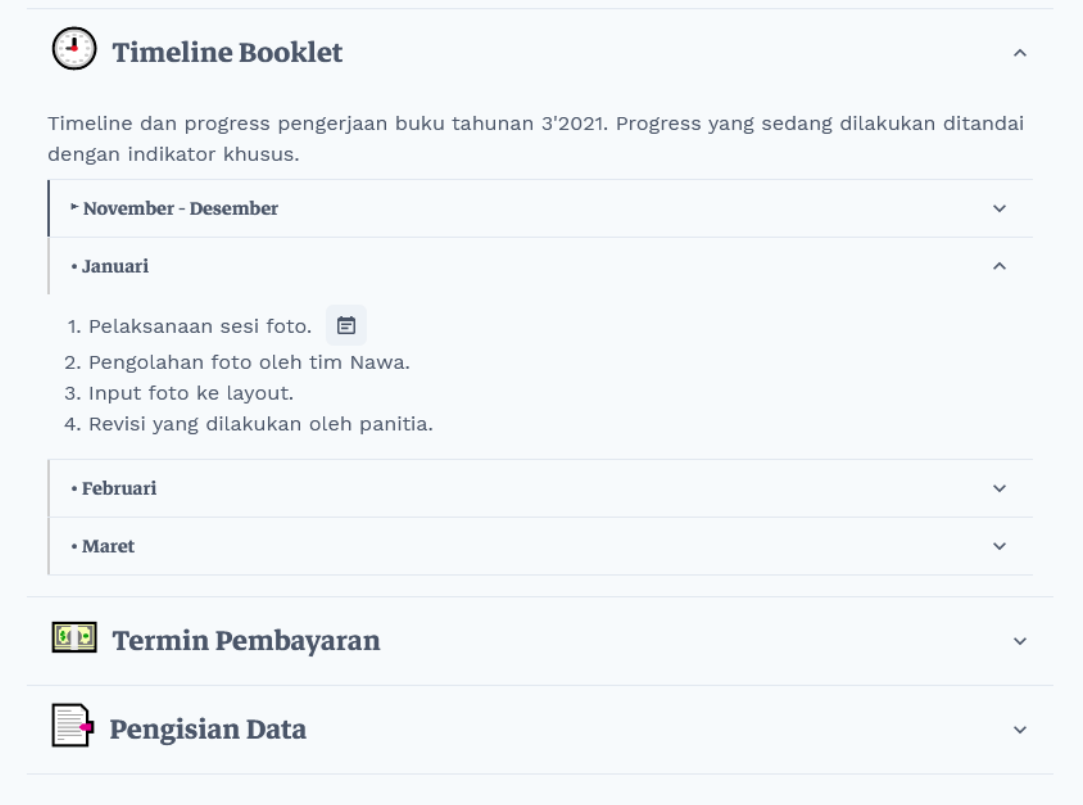 Timeline Booklet
Timeline dan progress pengerjaan buku tahunan 3'2021. Progress yang sedang dilakukan ditandai
dengan indikator khusus.
‣ November - Desember
• Januari
1. Pelaksanaan sesi foto.
2. Pengolahan foto oleh tim Nawa.
3. Input foto ke layout.
4. Revisi yang dilakukan oleh panitia.
• Februari
• Maret
Termin Pembayaran
Pengisian Data